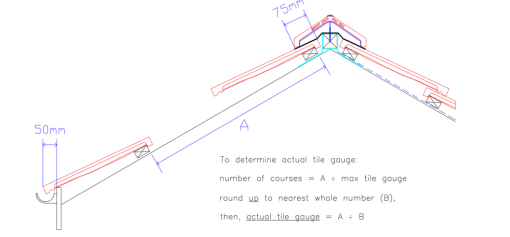 75mm
50mm
A
To determine actual tile gauge:
number of courses = A ÷ max tile gauge
round up to nearest whole number (B),
then, actual tile gauge = A ÷ B